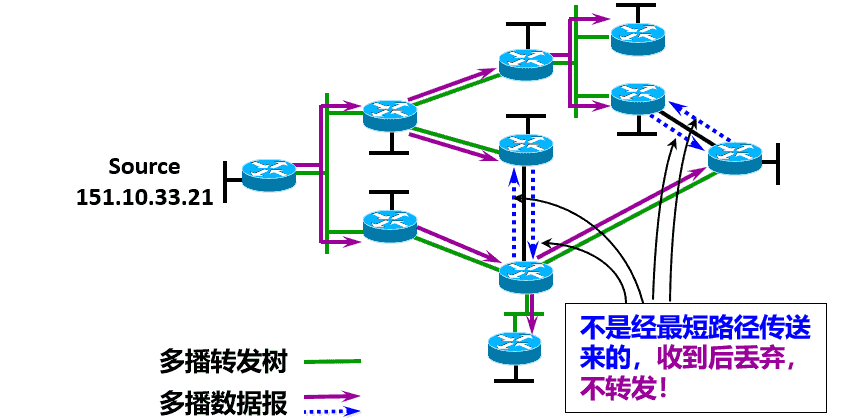 Source
151.10.33.21
不是经最短路径传送
来的，收到后丢弃，
不转发！
多播转发树
多播数据报